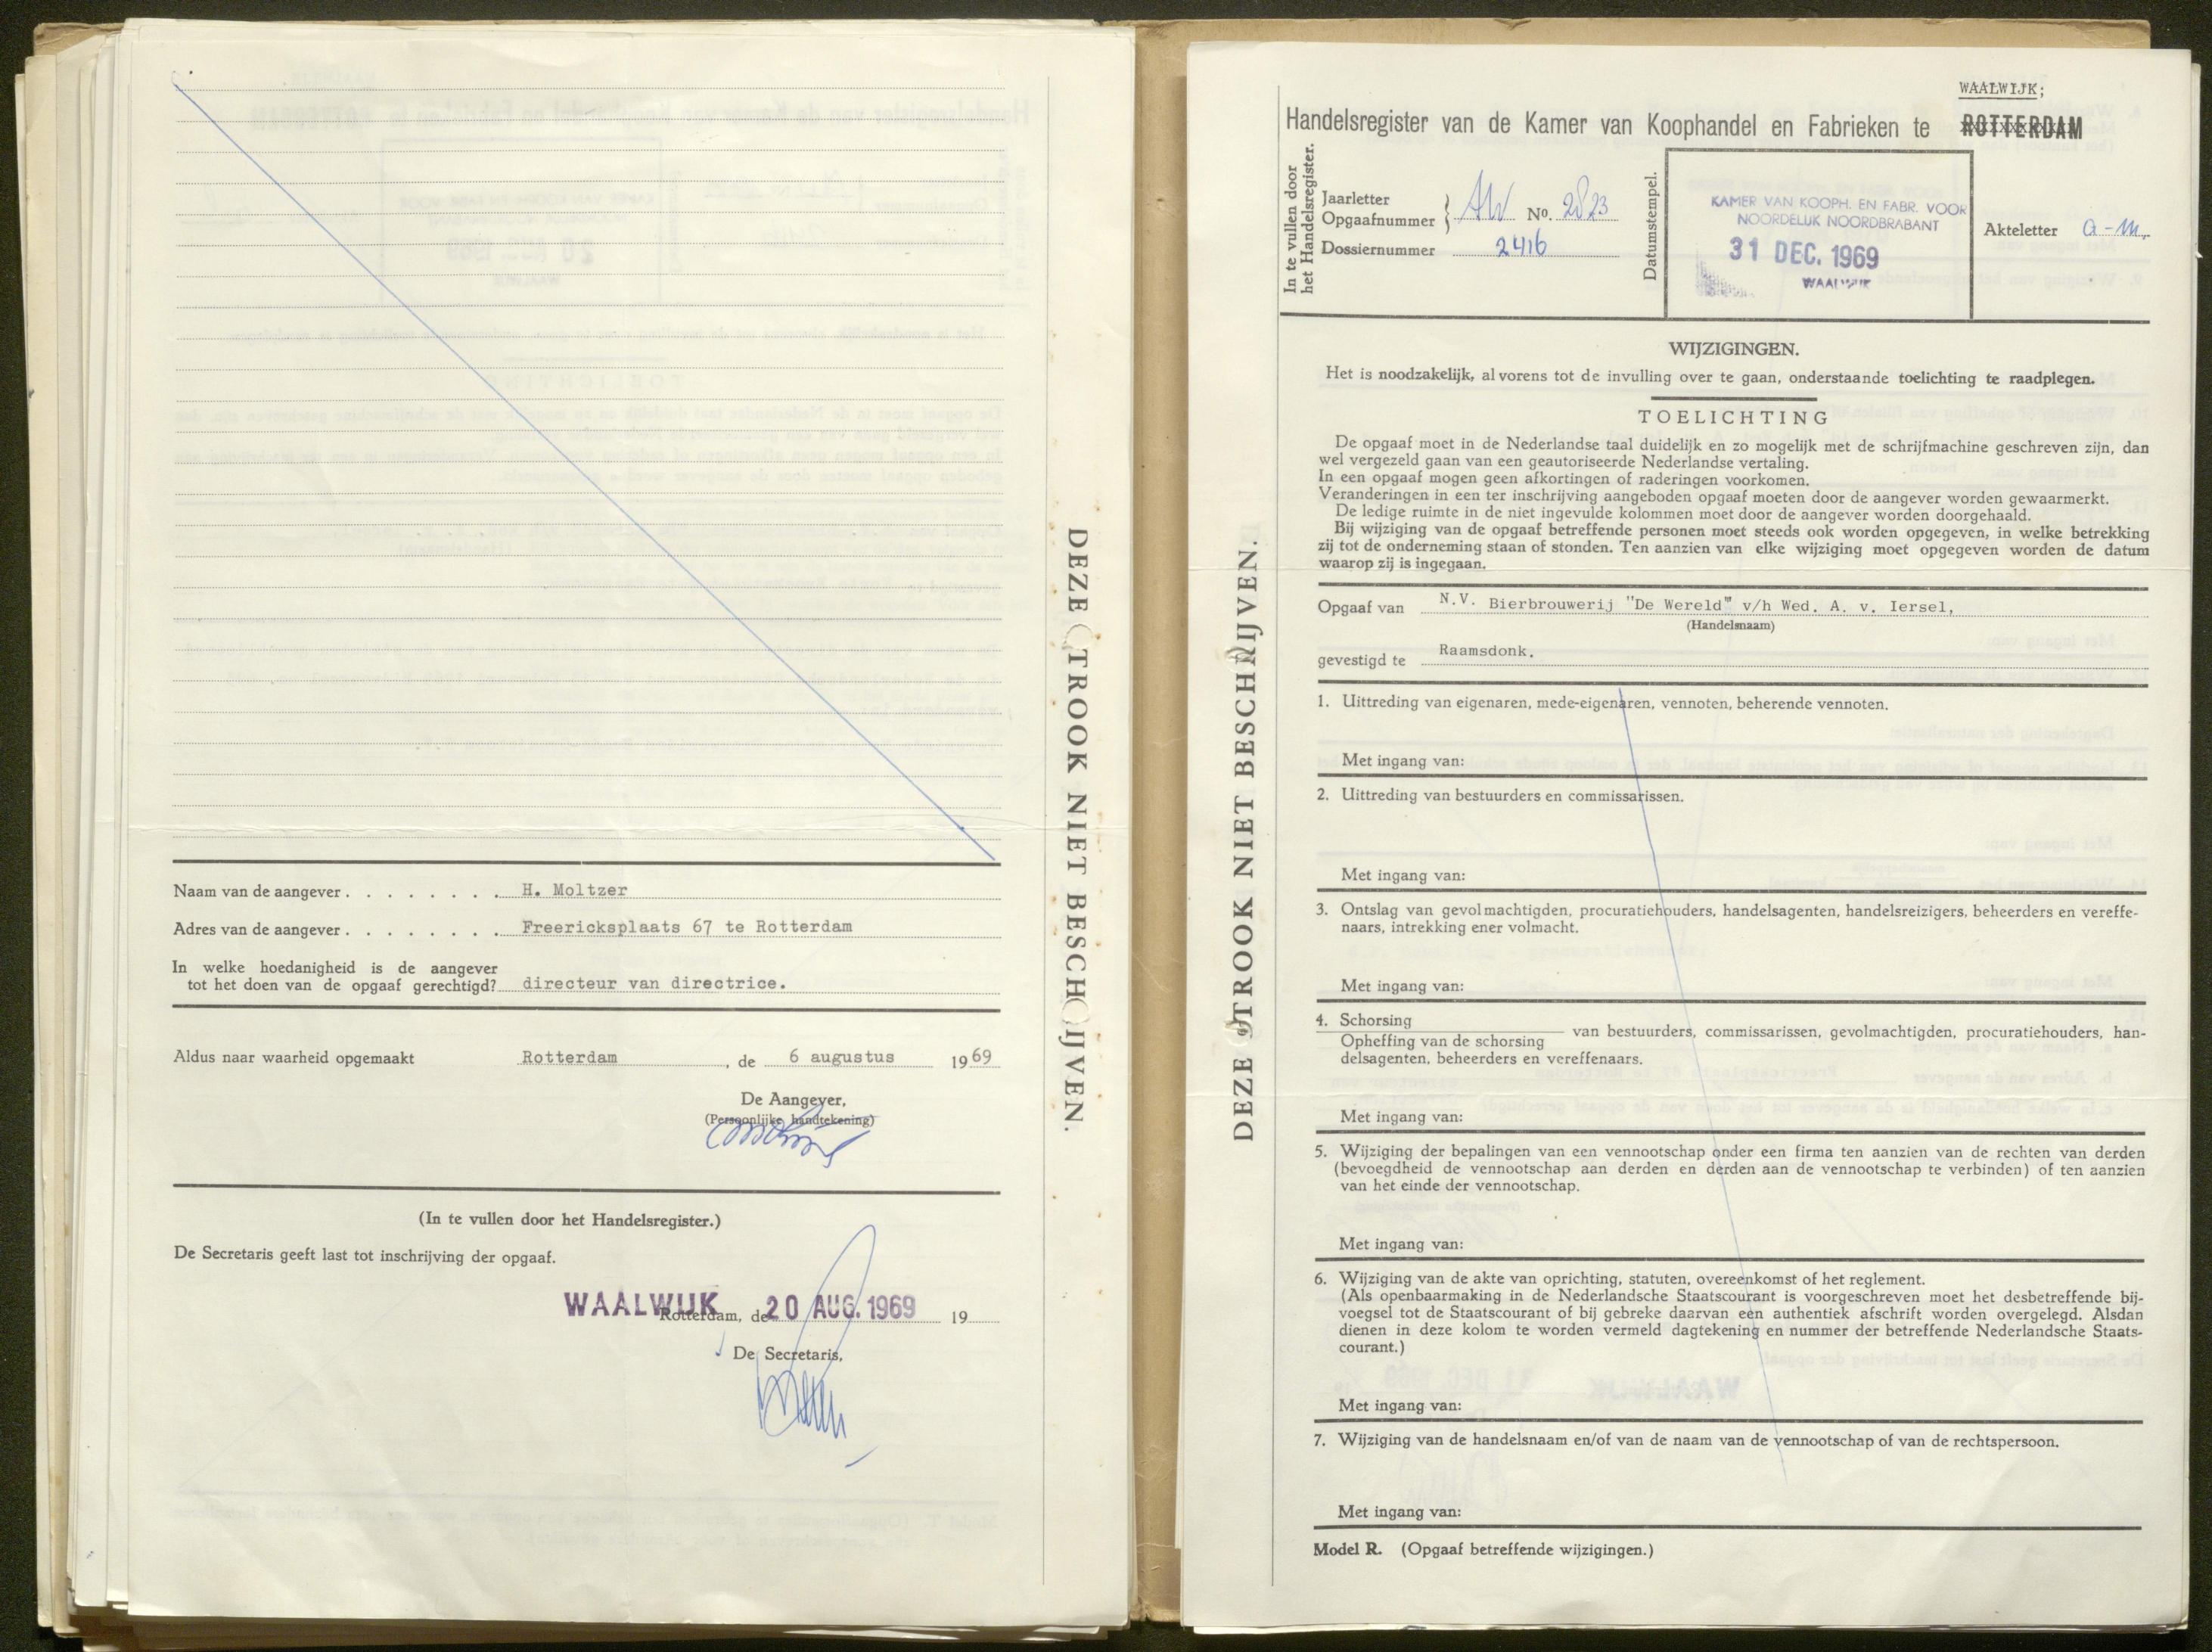 Naam van de aangever . . . . . . . . H. Moltzer
Adres van de aangever . . . . . . . . Freericksplaats 67 te Rotterdam
In welke hoedanigheid is de aangever
tot het doen van de opgaaf gerechtigd? directeur van directrice.
Aldus naar waarheid opgemaakt Rotterdam , de 6 augustus 1969
De Aangever,
(Persoonlijke handtekening)
(In te vullen door het Handelsregister.)
De Secretaris geeft last tot inschrijving der opgaaf.
WAALWIJK Rotterdam, de 20 AUG. 1969 19
De Secretaris,
DEZE STROOK NIET BESCHRIJVEN.
DEZE STROOK NIET BESCHRIJVEN.
WAALWIJK;
Handelsregister van de Kamer van Koophandel en Fabrieken te ROTTERDAM
In te vullen door
het Handelsregister.
Jaarletter
Opgaafnummer No. 2823
Dossiernummer 2416
Datumstempel.
KAMER VAN KOOPH. EN FABR. VOOR
NOORDELIJK NOORDBRABANT
31 DEC. 1969
WAALWIJK
Akteletter a-m.
WIJZIGINGEN.
Het is noodzakelijk, alvorens tot de invulling over te gaan, onderstaande toelichting te raadplegen.
TOELICHTING
De opgaaf moet in de Nederlandse taal duidelijk en zo mogelijk met de schrijfmachine geschreven zijn, dan
wel vergezeld gaan van een geautoriseerde Nederlandse vertaling.
In een opgaaf mogen geen afkortingen of raderingen voorkomen.
Veranderingen in een ter inschrijving aangeboden opgaaf moeten door de aangever worden gewaarmerkt.
De ledige ruimte in de niet ingevulde kolommen moet door de aangever worden doorgehaald.
Bij wijziging van de opgaaf betreffende personen moet steeds ook worden opgegeven, in welke betrekking
zij tot de onderneming staan of stonden. Ten aanzien van elke wijziging moet opgegeven worden de datum
waarop zij is ingegaan.
Opgaaf van N.V. Bierbrouwerij "De Wereld" v/h Wed. A. v. Iersel,
(Handelsnaam)
gevestigd te Raamsdonk.
1. Uittreding van eigenaren, mede-eigenaren, vennoten, beherende vennoten.
Met ingang van:
2. Uittreding van bestuurders en commissarissen.
Met ingang van:
3. Ontslag van gevolmachtigden, procuratiehouders, handelsagenten, handelsreizigers, beheerders en vereffe-
naars, intrekking ener volmacht.
Met ingang van:
4. Schorsing
Opheffing van de schorsing van bestuurders, commissarissen, gevolmachtigden, procuratiehouders, han-
delsagenten, beheerders en vereffenaars.
Met ingang van:
5. Wijziging der bepalingen van een vennootschap onder een firma ten aanzien van de rechten van derden
(bevoegdheid de vennootschap aan derden en derden aan de vennootschap te verbinden) of ten aanzien
van het einde der vennootschap.
Met ingang van:
6. Wijziging van de akte van oprichting, statuten, overeenkomst of het reglement.
(Als openbaarmaking in de Nederlandsche Staatscourant is voorgeschreven moet het desbetreffende bij-
voegsel tot de Staatscourant of bij gebreke daarvan een authentiek afschrift worden overgelegd. Alsdan
dienen in deze kolom te worden vermeld dagtekening en nummer der betreffende Nederlandsche Staats-
courant.)
Met ingang van:
7. Wijziging van de handelsnaam en/of van de naam van de vennootschap of van de rechtspersoon.
Met ingang van:
Model R. (Opgaaf betreffende wijzigingen.)